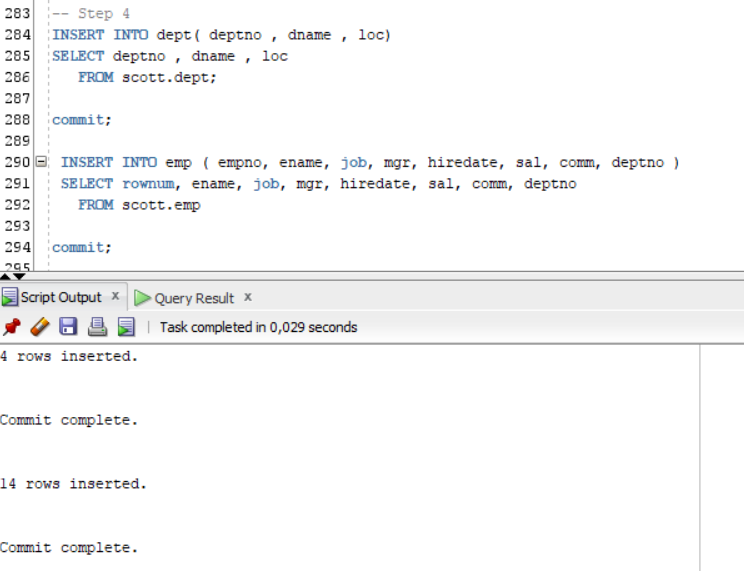 283 -- Step 4
284 INSERT INTO dept( deptno , dname , loc)
285 SELECT deptno , dname , loc
286 FROM scott.dept;
287
288 commit;
289
290 INSERT INTO emp ( empno, ename, job, mgr, hiredate, sal, comm, deptno )
291 SELECT rownum, ename, job, mgr, hiredate, sal, comm, deptno
292 FROM scott.emp
293
294 commit;
295
Script Output x Query Result x
Task completed in 0,029 seconds
4 rows inserted.
Commit complete.
14 rows inserted.
Commit complete.